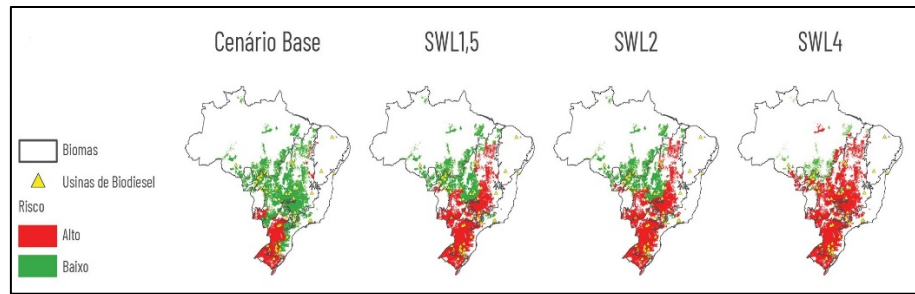 Cenário Base
SWL1,5
SWL2
SWL4
Biomas
Usinas de Biodiesel
Risco
Alto
Baixo